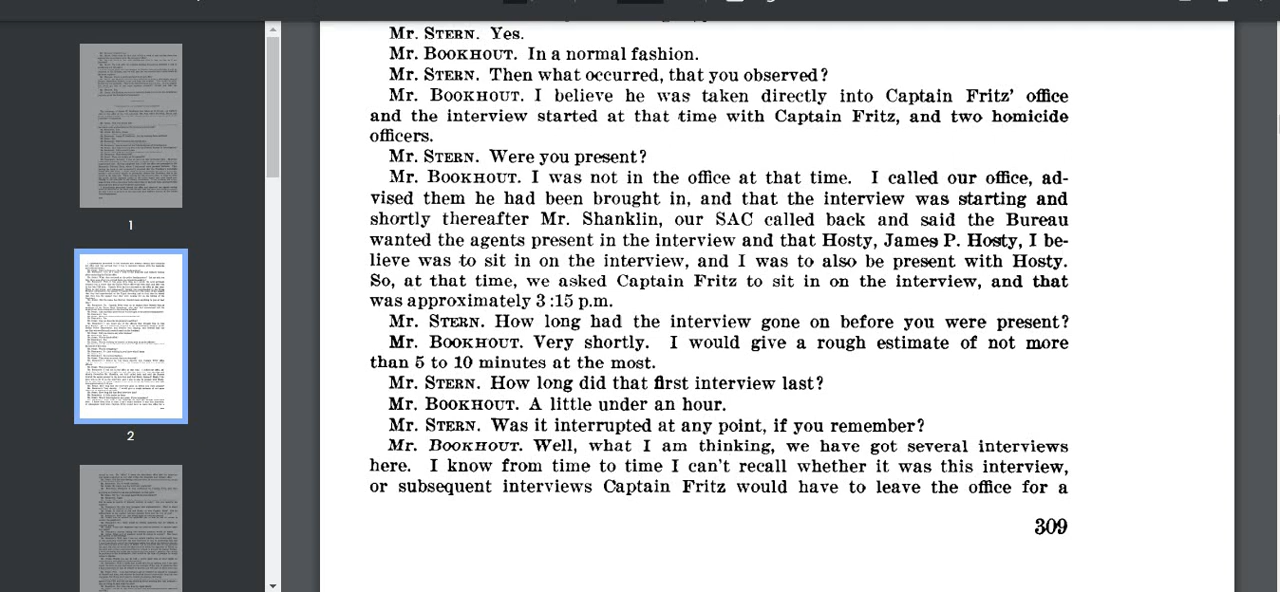 Mr. STERN. Yes.
Mr. BOOKHOUT. In a normal fashion.
Mr. STERN. Then what occurred, that you observed?
Mr. BOOKHOUT. I believe he was taken directly into Captain Fritz' office
and the interview started at that time with Captain Fritz, and two homicide
officers.
Mr. STERN. Were you present?
Mr. BOOKHOUT. I was not in the office at that time. I called our office, ad-
vised them he had been brought in, and that the interview was starting and
shortly thereafter Mr. Shanklin, our SAC called back and said the Bureau
wanted the agents present in the interview and that Hosty, James P. Hosty, I be-
lieve was to sit in on the interview, and I was to also be present with Hosty.
So, at that time, we asked Captain Fritz to sit in on the interview, and that
was approximately 3:15 p.m.
Mr. STERN. How long had the interview gone on before you were present?
Mr. BOOKHOUT. Very shortly. I would give a rough estimate of not more
than 5 to 10 minutes at the most.
Mr. STERN. How long did that first interview last?
Mr. BOOKHOUT. A little under an hour.
Mr. STERN. Was it interrupted at any point, if you remember?
Mr. BOOKHOUT. Well, what I am thinking, we have got several interviews
here. I know from time to time I can't recall whether it was this interview,
or subsequent interviews Captain Fritz would have to leave the office for a
309
1
2